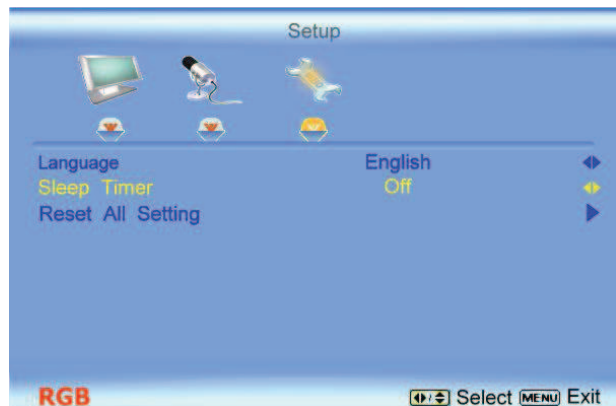 Setup
Language English
Sleep Timer Off
Reset All Setting
RGB Select MENU Exit